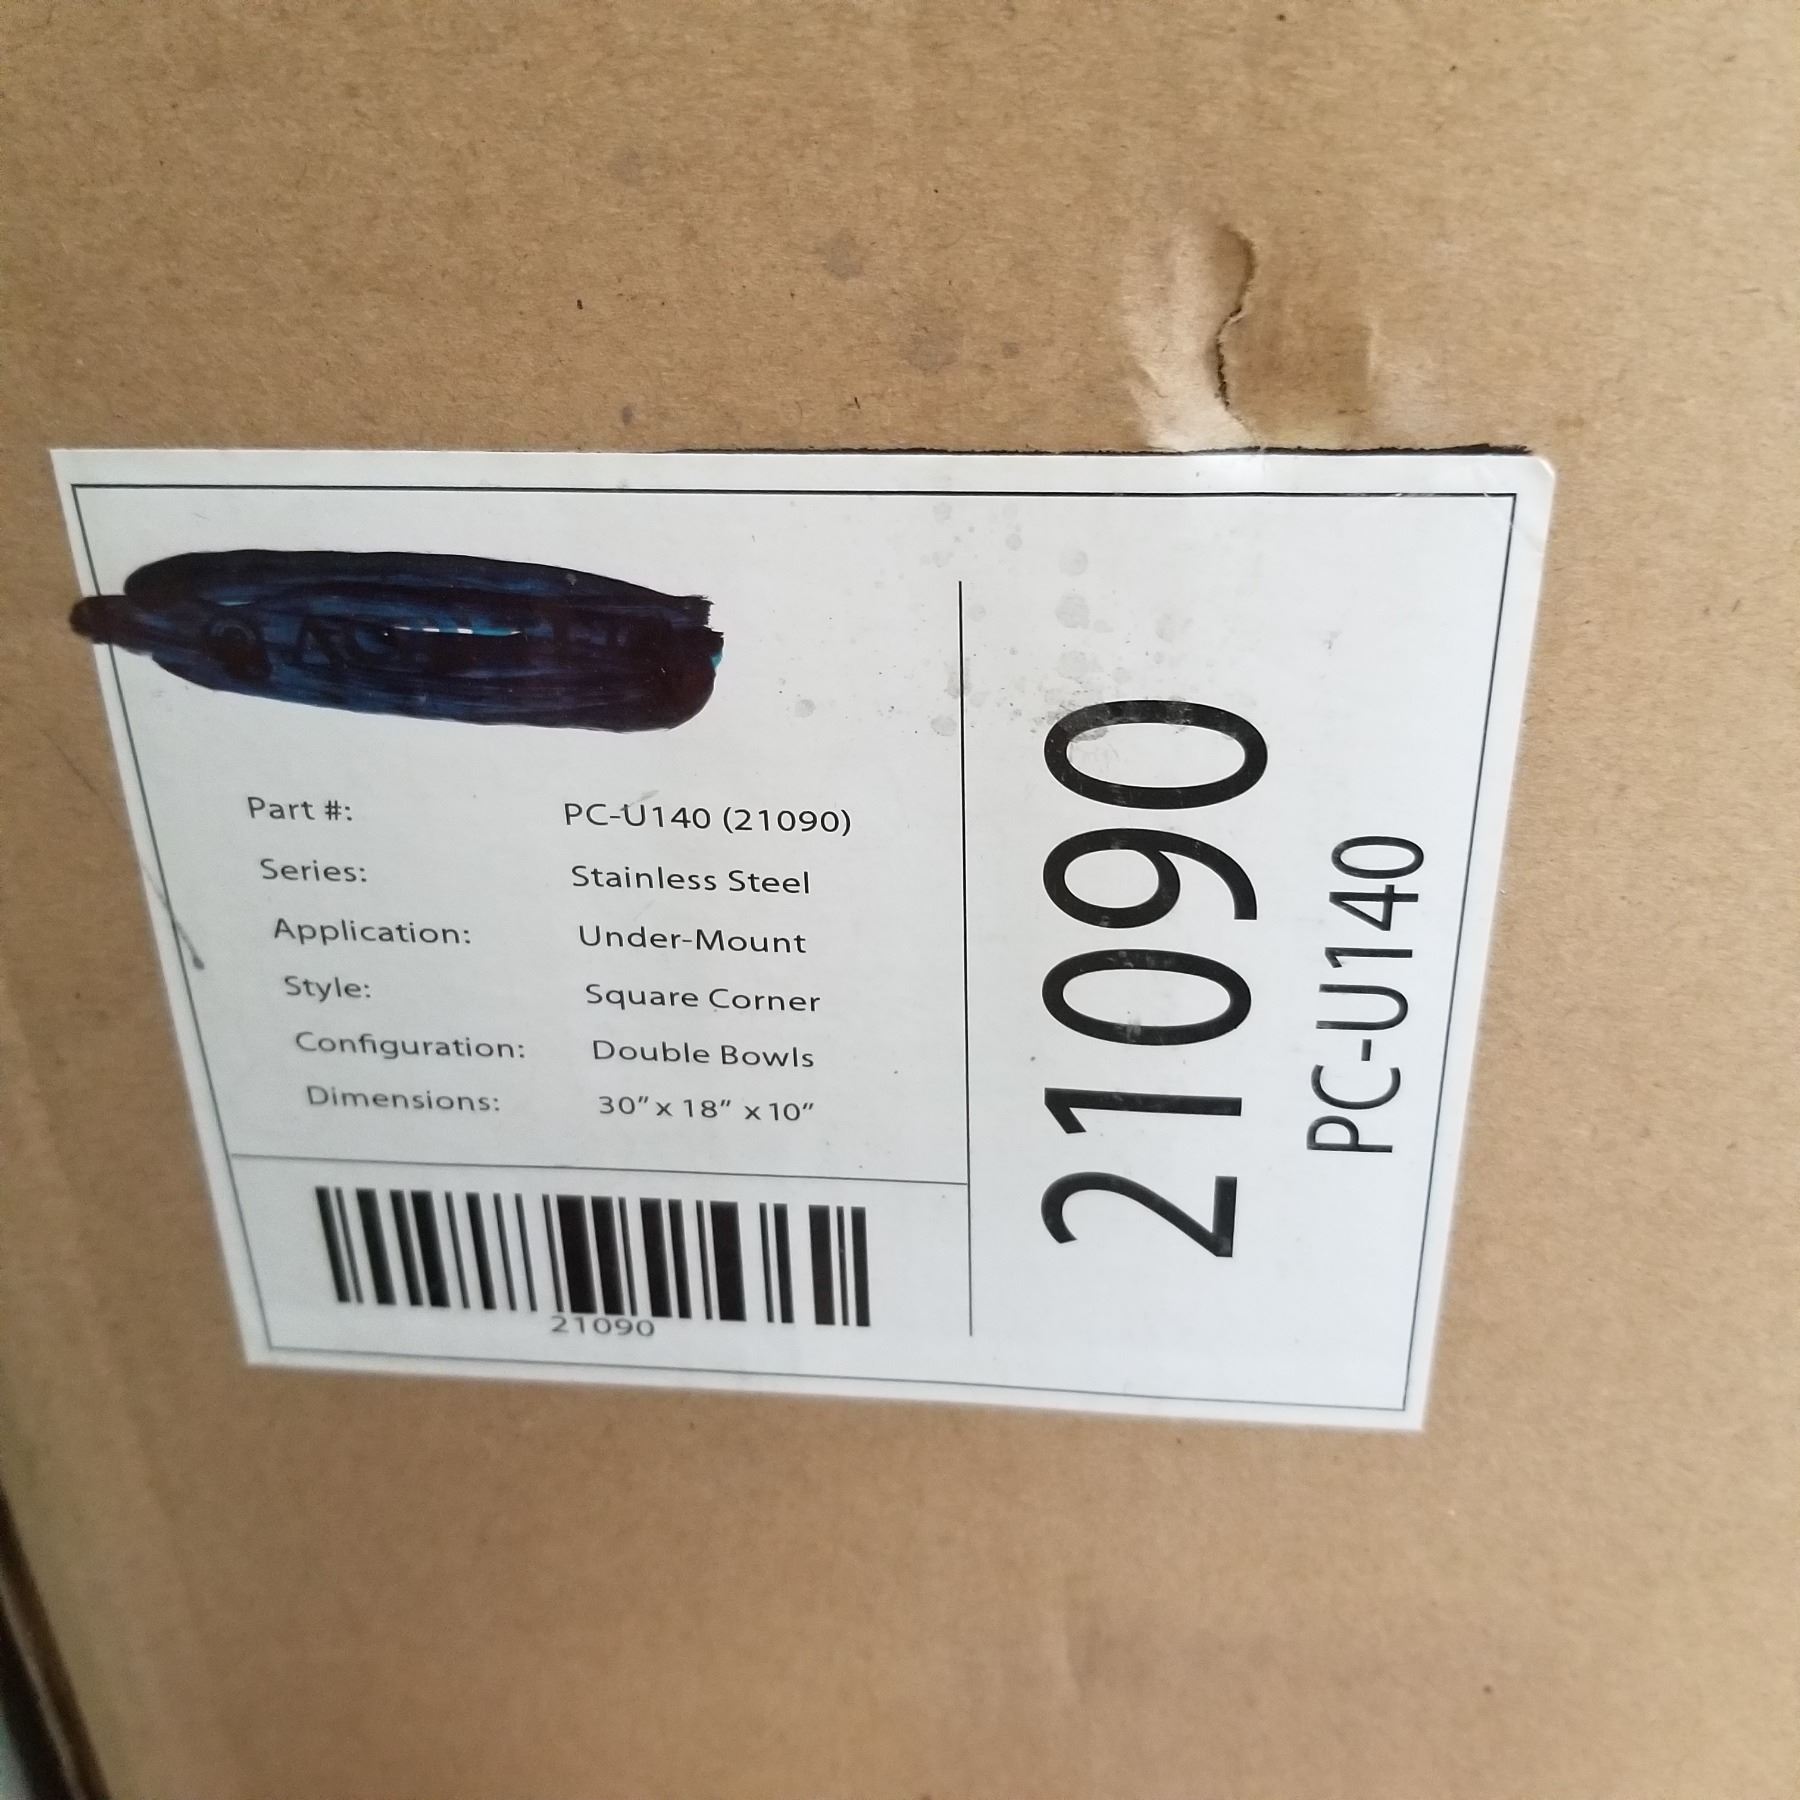 Part #: PC-U140 (21090)
Series: Stainless Steel
Application: Under-Mount
Style: Square Corner
Configuration: Double Bowls
Dimensions: 30” x 18” x 10”
21090
21090
PC-U140